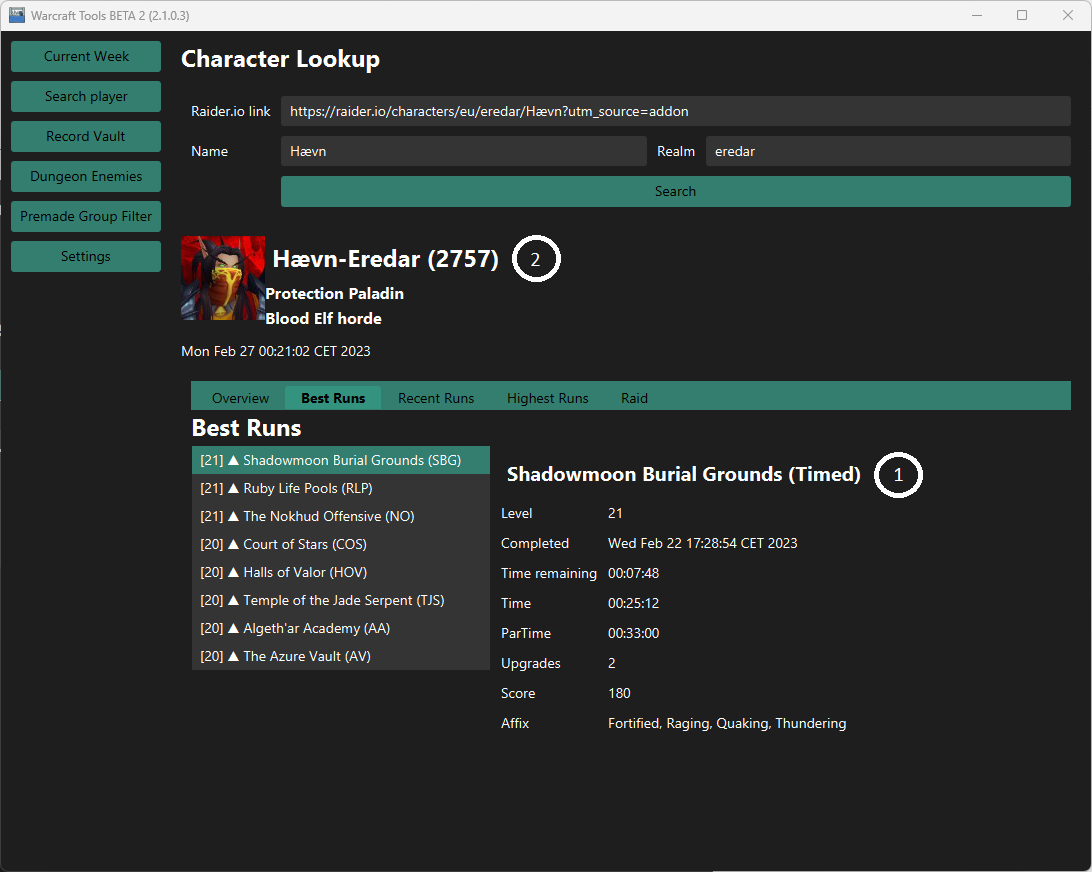 Warcraft Tools BETA 2 (2.1.0.3)
Current Week
Search player
Record Vault
Dungeon Enemies
Premade Group Filter
Settings
Character Lookup
Raider.io link https://raider.io/characters/eu/eredar/Hævn?utm_source=addon
Name Hævn Realm eredar
Search
Hævn-Eredar (2757) 2
Protection Paladin
Blood Elf horde
Mon Feb 27 00:21:02 CET 2023
Overview Best Runs Recent Runs Highest Runs Raid
Best Runs
[21] ▲ Shadowmoon Burial Grounds (SBG)
[21] ▲ Ruby Life Pools (RLP)
[21] ▲ The Nokhud Offensive (NO)
[20] ▲ Court of Stars (COS)
[20] ▲ Halls of Valor (HOV)
[20] ▲ Temple of the Jade Serpent (TJS)
[20] ▲ Algeth'ar Academy (AA)
[20] ▲ The Azure Vault (AV)
Shadowmoon Burial Grounds (Timed) 1
Level 21
Completed Wed Feb 22 17:28:54 CET 2023
Time remaining 00:07:48
Time 00:25:12
ParTime 00:33:00
Upgrades 2
Score 180
Affix Fortified, Raging, Quaking, Thundering